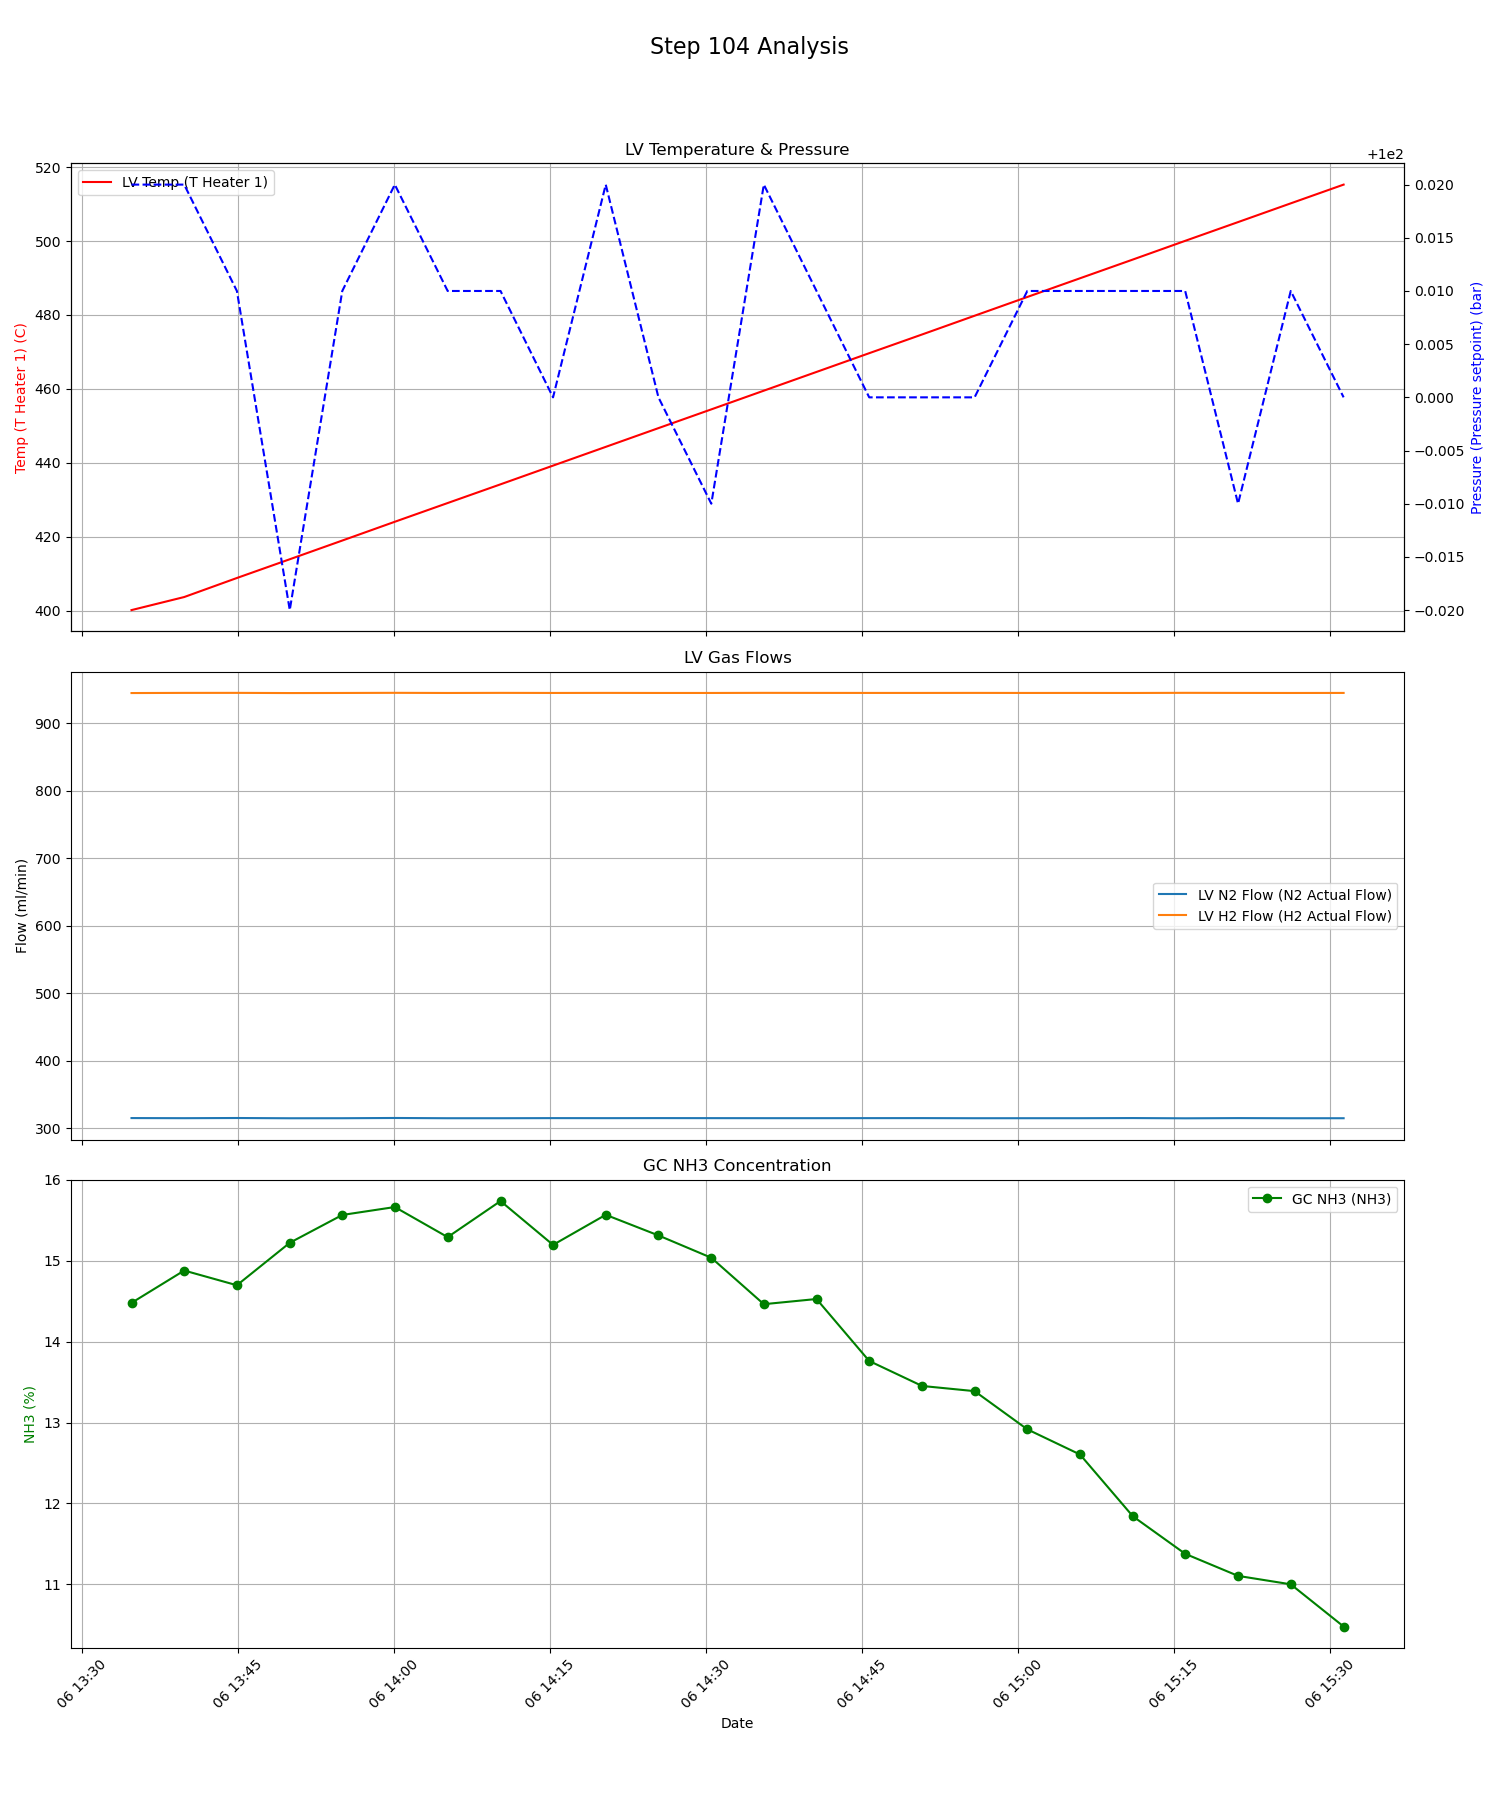 Step 104 Analysis
LV Temperature & Pressure
+1e2
LV Temp (T Heater 1)
Temp (T Heater 1) (C)
520
500
480
460
440
420
400
0.020
0.015
0.010
0.005
0.000
−0.005
−0.010
−0.015
−0.020
Pressure (Pressure setpoint) (bar)
LV Gas Flows
Flow (ml/min)
900
800
700
600
500
400
300
LV N2 Flow (N2 Actual Flow)
LV H2 Flow (H2 Actual Flow)
GC NH3 Concentration
NH3 (%)
16
15
14
13
12
11
GC NH3 (NH3)
06 13:30
06 13:45
06 14:00
06 14:15
06 14:30
06 14:45
06 15:00
06 15:15
06 15:30
Date